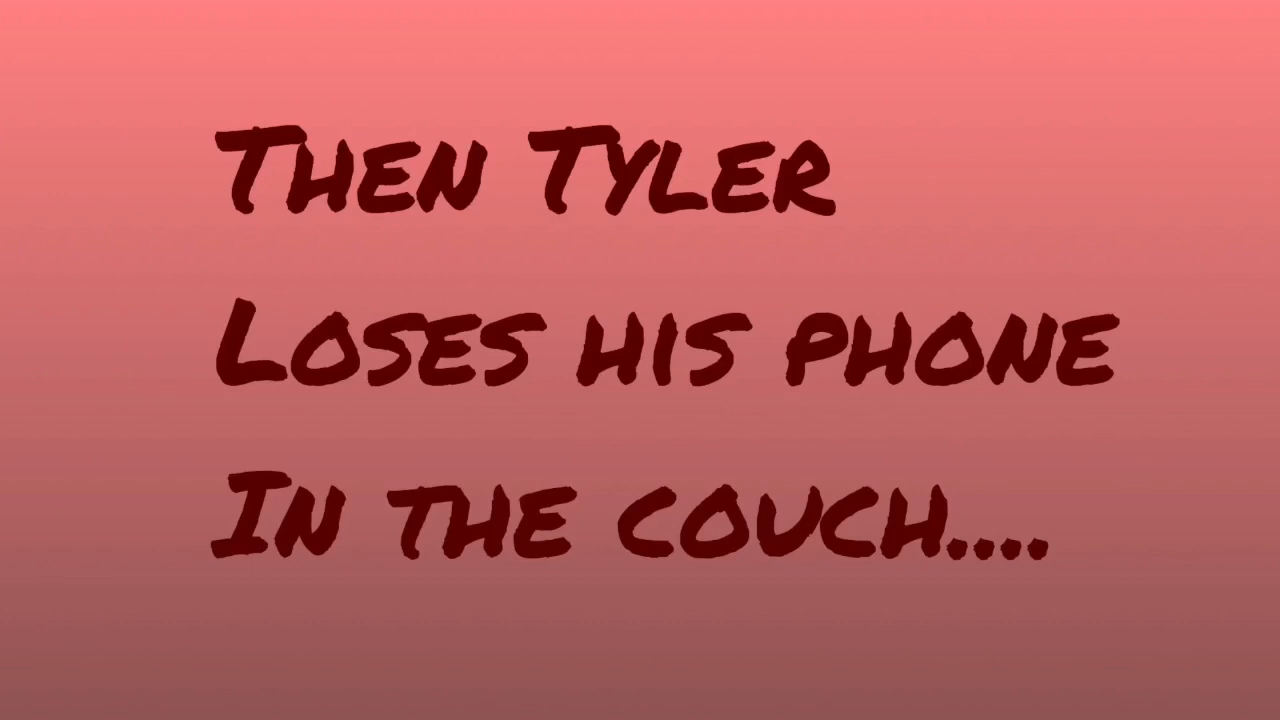 Then Tyler
Loses his phone
In the couch....